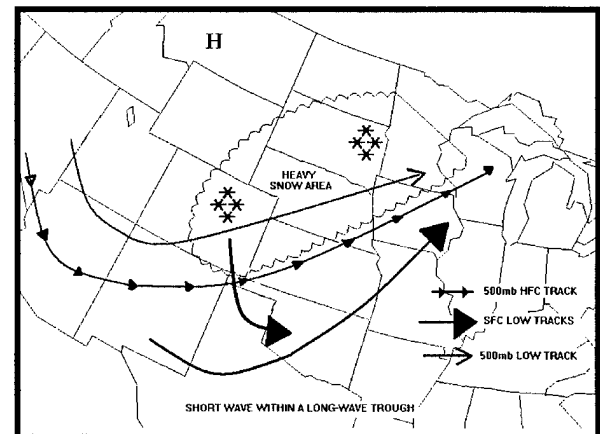 H
HEAVY
SNOW AREA
500mb HFC TRACK
SFC LOW TRACKS
500mb LOW TRACK
SHORT WAVE WITHIN A LONG-WAVE TROUGH